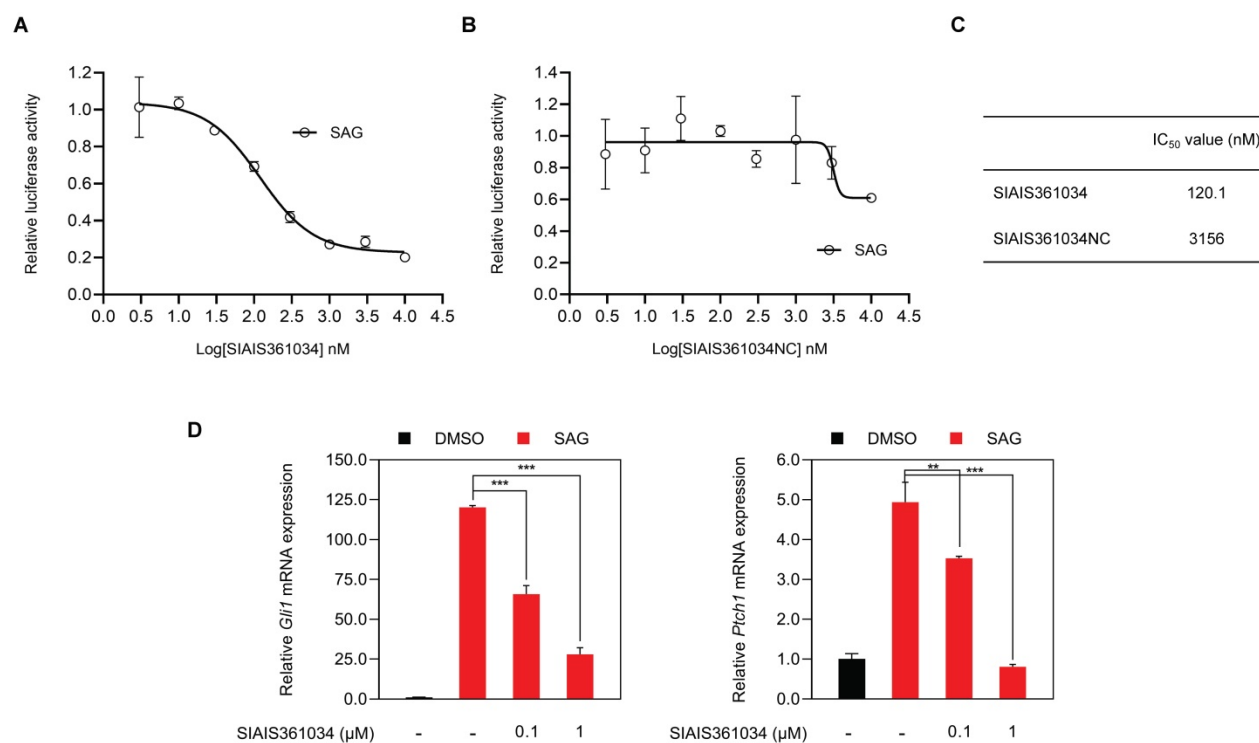 A
Relative luciferase activity
1.2
1.0
0.8
0.6
0.4
0.2
0.0
SAG
0.0 0.5 1.0 1.5 2.0 2.5 3.0 3.5 4.0 4.5
Log[SIAIS361034] nM
B
Relative luciferase activity
1.4
1.2
1.0
0.8
0.6
0.4
0.2
0.0
SAG
0.0 0.5 1.0 1.5 2.0 2.5 3.0 3.5 4.0 4.5
Log[SIAIS361034NC] nM
C
IC50 value (nM)
SIAIS361034 120.1
SIAIS361034NC 3156
D
DMSO SAG
Relative Gli1 mRNA expression
150.0
125.0
100.0
75.0
50.0
25.0
0.0
***
***
SIAIS361034 (μM) - - 0.1 1
DMSO SAG
Relative Ptch1 mRNA expression
6.0
5.0
4.0
3.0
2.0
1.0
0.0
**
***
SIAIS361034 (μM) - - 0.1 1